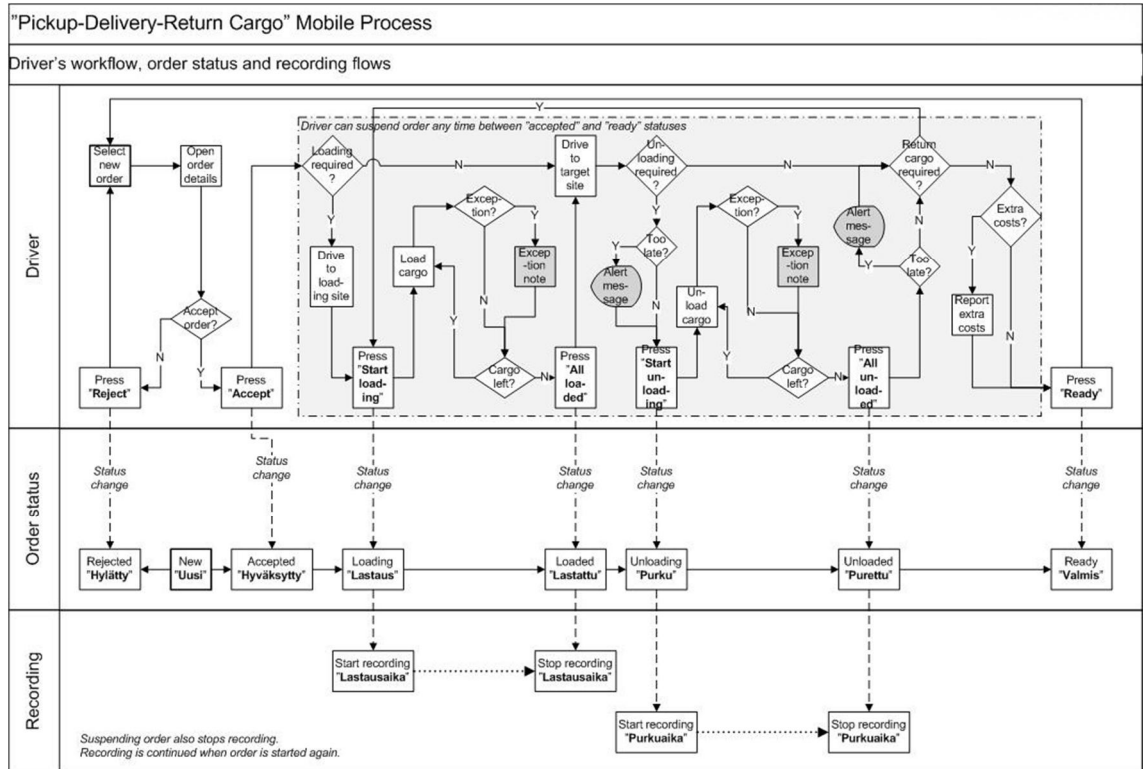 "Pickup-Delivery-Return Cargo" Mobile Process
Driver's workflow, order status and recording flows
Driver
Driver can suspend order any time between "accepted" and "ready" statuses
Y
Select
new
order
Open
order
details
Loading
required
?
N
Drive
to
target
site
Un-
loading
required
?
N
Return
cargo
required
?
N
Y
Excep-
tion?
Y
Y
Excep-
tion?
Y
Alert
mes-
sage
N
Extra
costs?
Drive
to
load-
ing site
Load
cargo
Excep
-tion
note
Y
Too
late?
Alert
mes-
sage
N
Un-
load
cargo
Excep
-tion
note
Y
Too
late?
Y
Accept
order?
N
N
Report
extra
costs
N
Y
Y
Y
N
Press
"Reject"
Press
"Accept"
Press
"Start
load-
ing"
Cargo
left?
N
Press
"All
loa-
ded"
Press
"Start
un-
load-
ing"
Cargo
left?
N
Press
"All
un-
load-
ed"
Press
"Ready"
Order status
Status
change
Status
change
Status
change
Status
change
Status
change
Status
change
Status
change
Rejected
"Hylätty"
New
"Uusi"
Accepted
"Hyväksytty"
Loading
"Lastaus"
Loaded
"Lastattu"
Unloading
"Purku"
Unloaded
"Purettu"
Ready
"Valmis"
Recording
Start recording
"Lastausaika"
Stop recording
"Lastausaika"
Start recording
"Purkuaika"
Stop recording
"Purkuaika"
Suspending order also stops recording.
Recording is continued when order is started again.